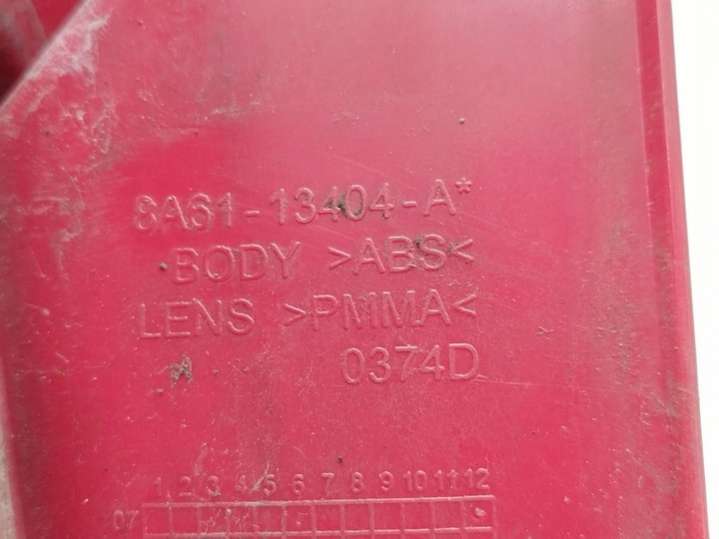 8A61-13404-A*
BODY >ABS<
LENS >PMMA<
0374D
1 2 3 4 5 6 7 8 9 10 11 12
07